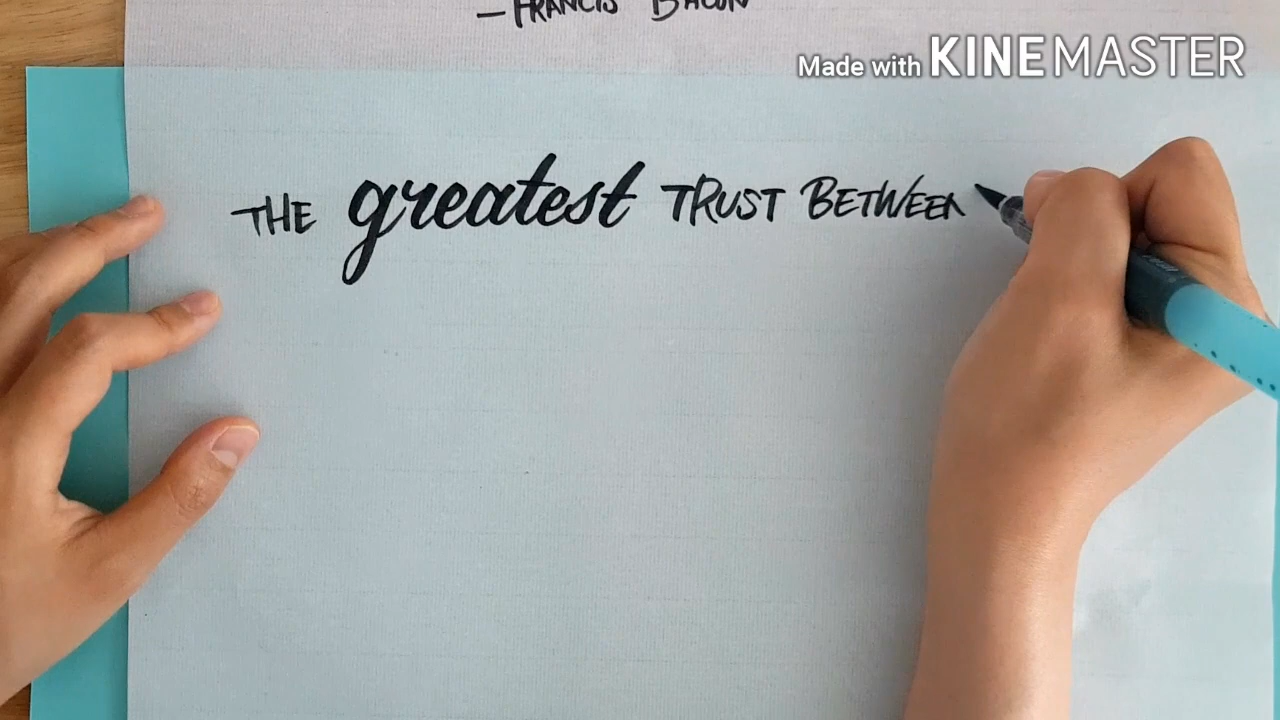 —FRANCIS BACON
Made with KINEMASTER
THE greatest TRUST BETWEEN